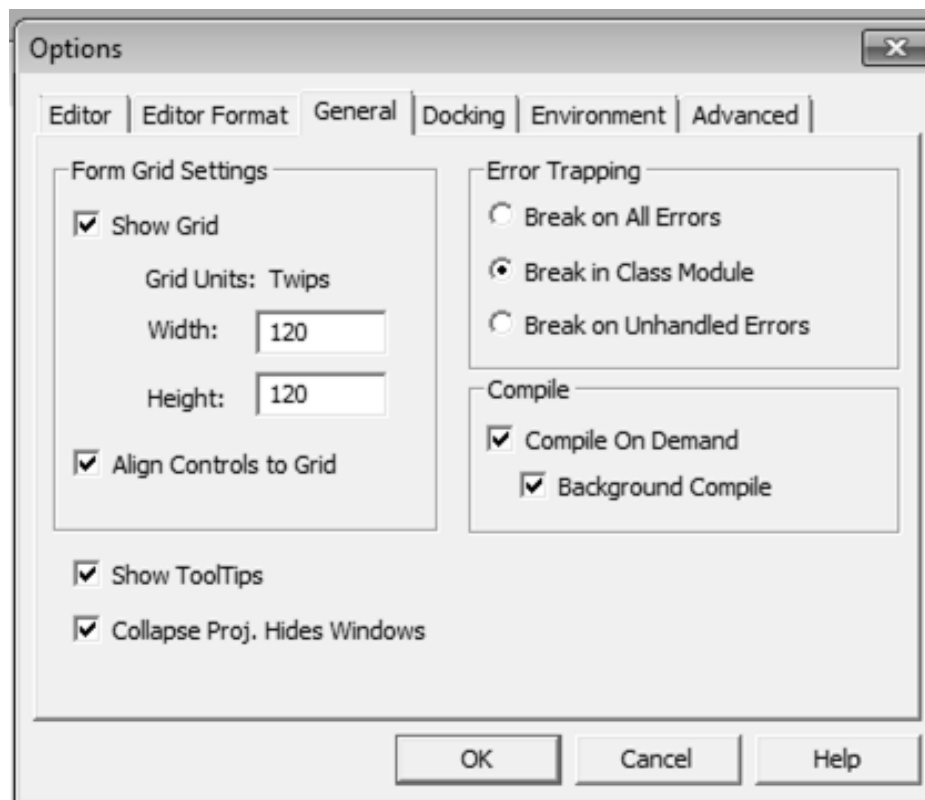 Options
Editor
Editor Format
General
Docking
Environment
Advanced
Form Grid Settings
Show Grid
Grid Units: Twips
Width: 120
Height: 120
Align Controls to Grid
Show ToolTips
Collapse Proj. Hides Windows
Error Trapping
Break on All Errors
Break in Class Module
Break on Unhandled Errors
Compile
Compile On Demand
Background Compile
OK
Cancel
Help